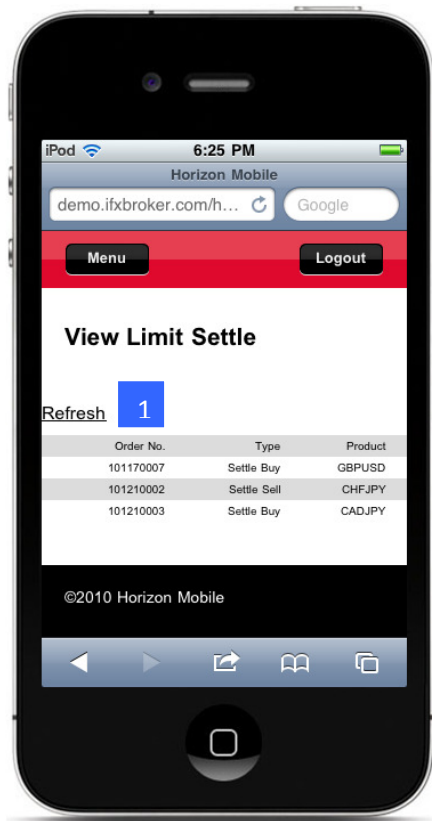 iPod 6:25 PM
Horizon Mobile
demo.ifxbroker.com/h... Google
Menu Logout
View Limit Settle
Refresh 1
Order No. Type Product
101170007 Settle Buy GBPUSD
101210002 Settle Sell CHFJPY
101210003 Settle Buy CADJPY
©2010 Horizon Mobile